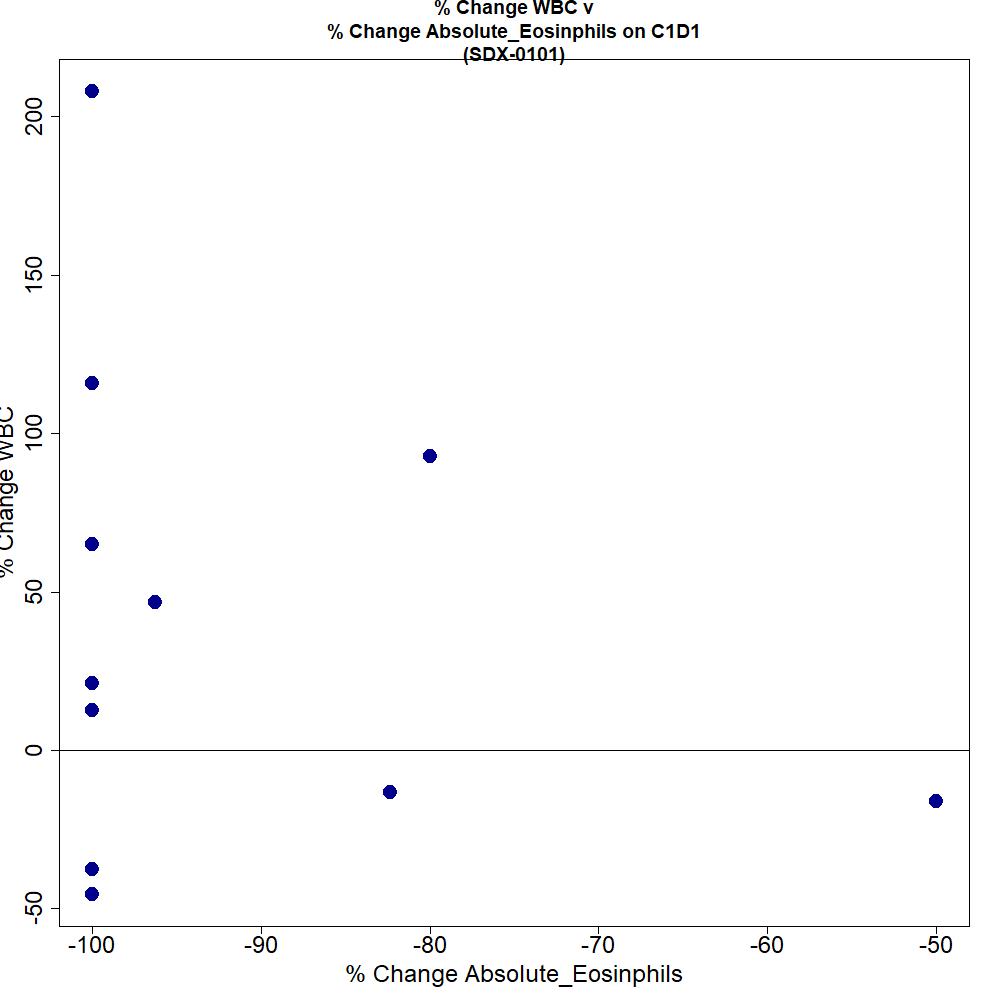 % Change WBC v
% Change Absolute_Eosinphils on C1D1
(SDX-0101)
% Change WBC
200
150
100
50
0
-50
-100
-90
-80
-70
-60
-50
% Change Absolute_Eosinphils